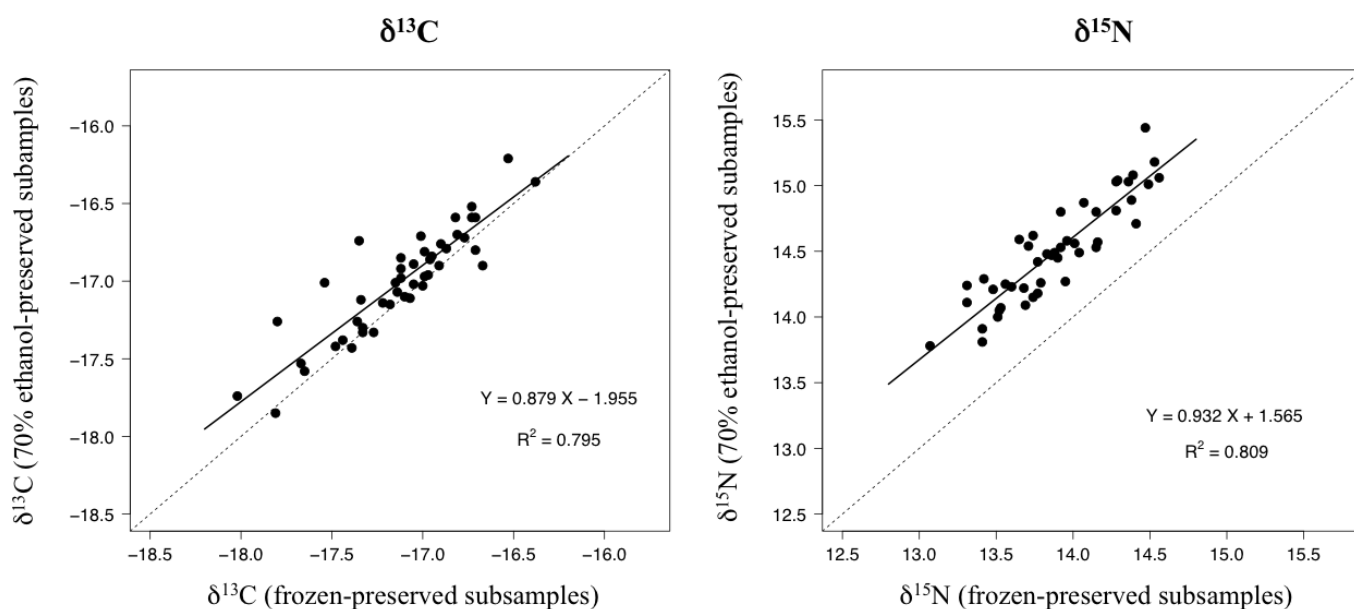 δ¹³C
δ¹³C (70% ethanol-preserved subamples)
−16.0
−16.5
−17.0
−17.5
−18.0
−18.5
Y = 0.879 X − 1.955
R² = 0.795
−18.5 −18.0 −17.5 −17.0 −16.5 −16.0
δ¹³C (frozen-preserved subsamples)
δ¹⁵N
δ¹⁵N (70% ethanol-preserved subamples)
15.5
15.0
14.5
14.0
13.5
13.0
12.5
Y = 0.932 X + 1.565
R² = 0.809
12.5 13.0 13.5 14.0 14.5 15.0 15.5
δ¹⁵N (frozen-preserved subsamples)